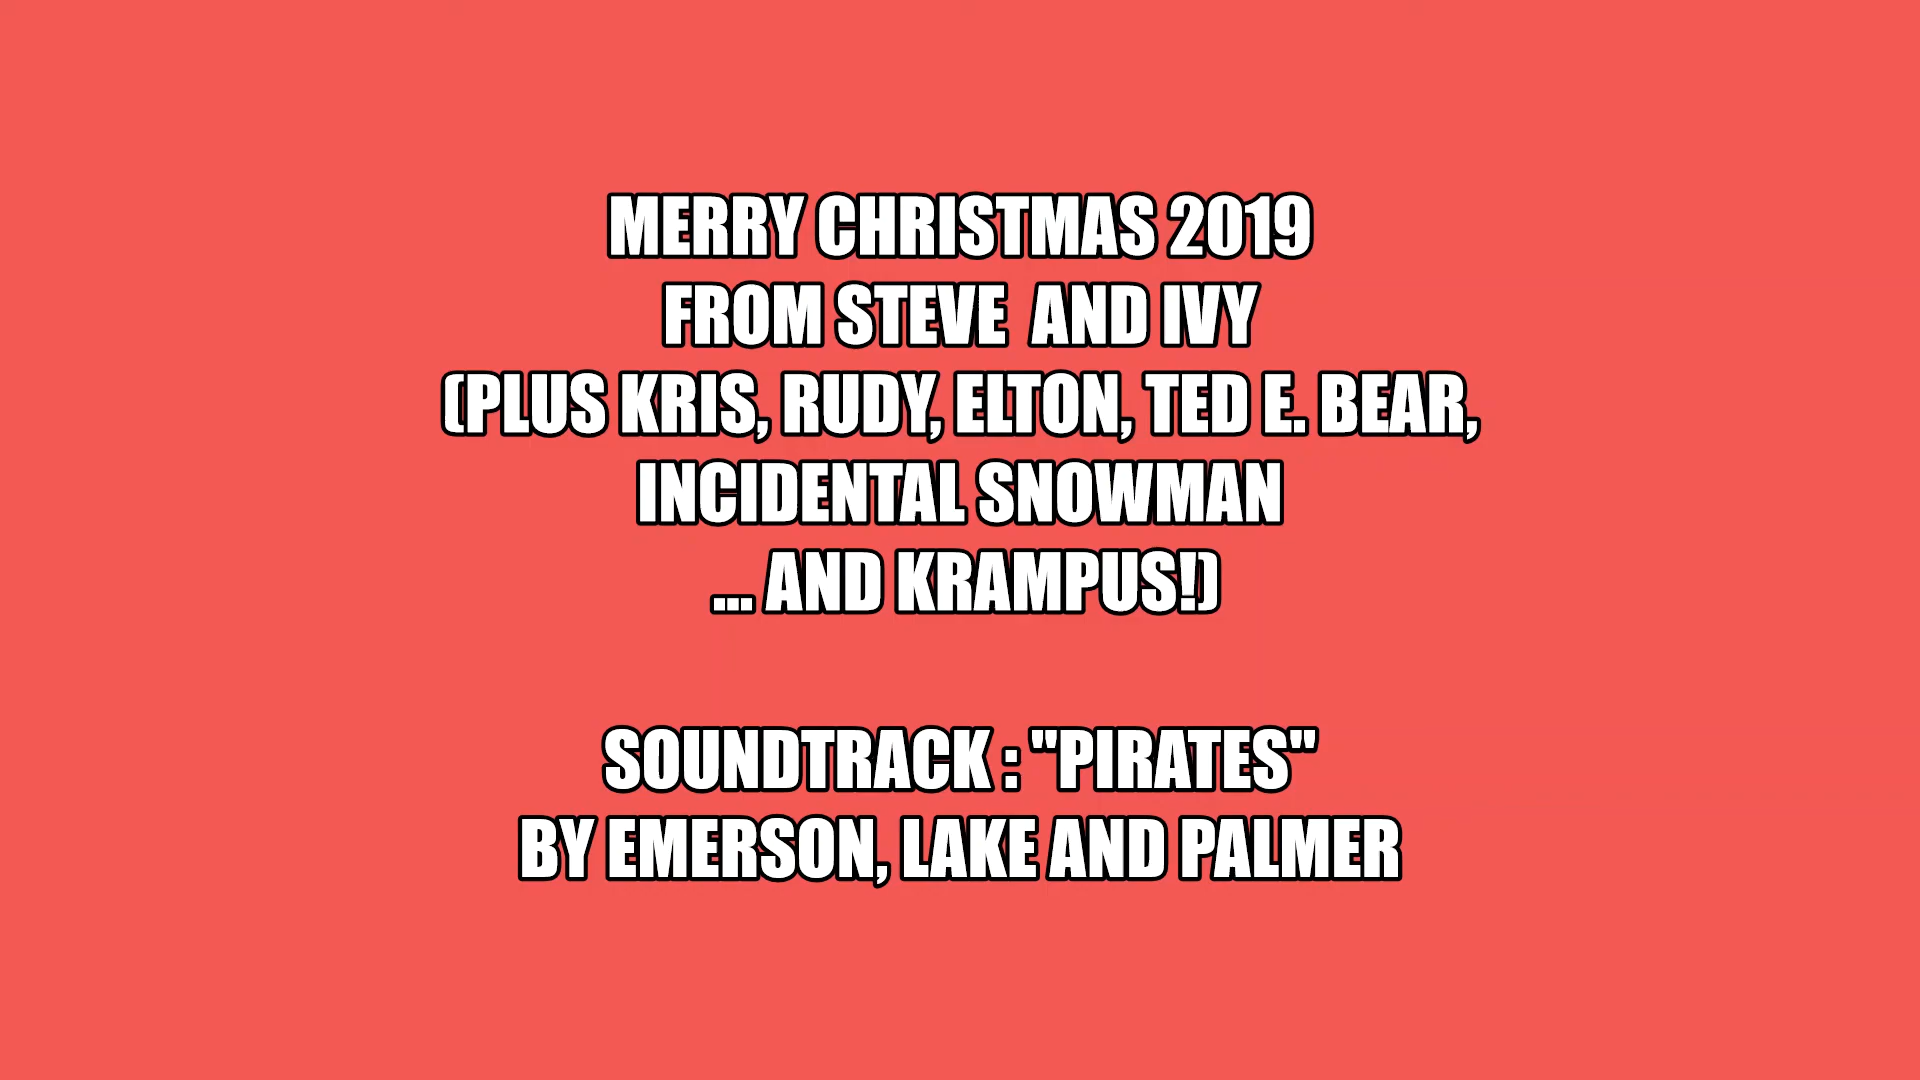 MERRY CHRISTMAS 2019
FROM STEVE  AND IVY
(PLUS KRIS, RUDY, ELTON, TED E. BEAR,
INCIDENTAL SNOWMAN
... AND KRAMPUS!)
SOUNDTRACK : "PIRATES"
BY EMERSON, LAKE AND PALMER